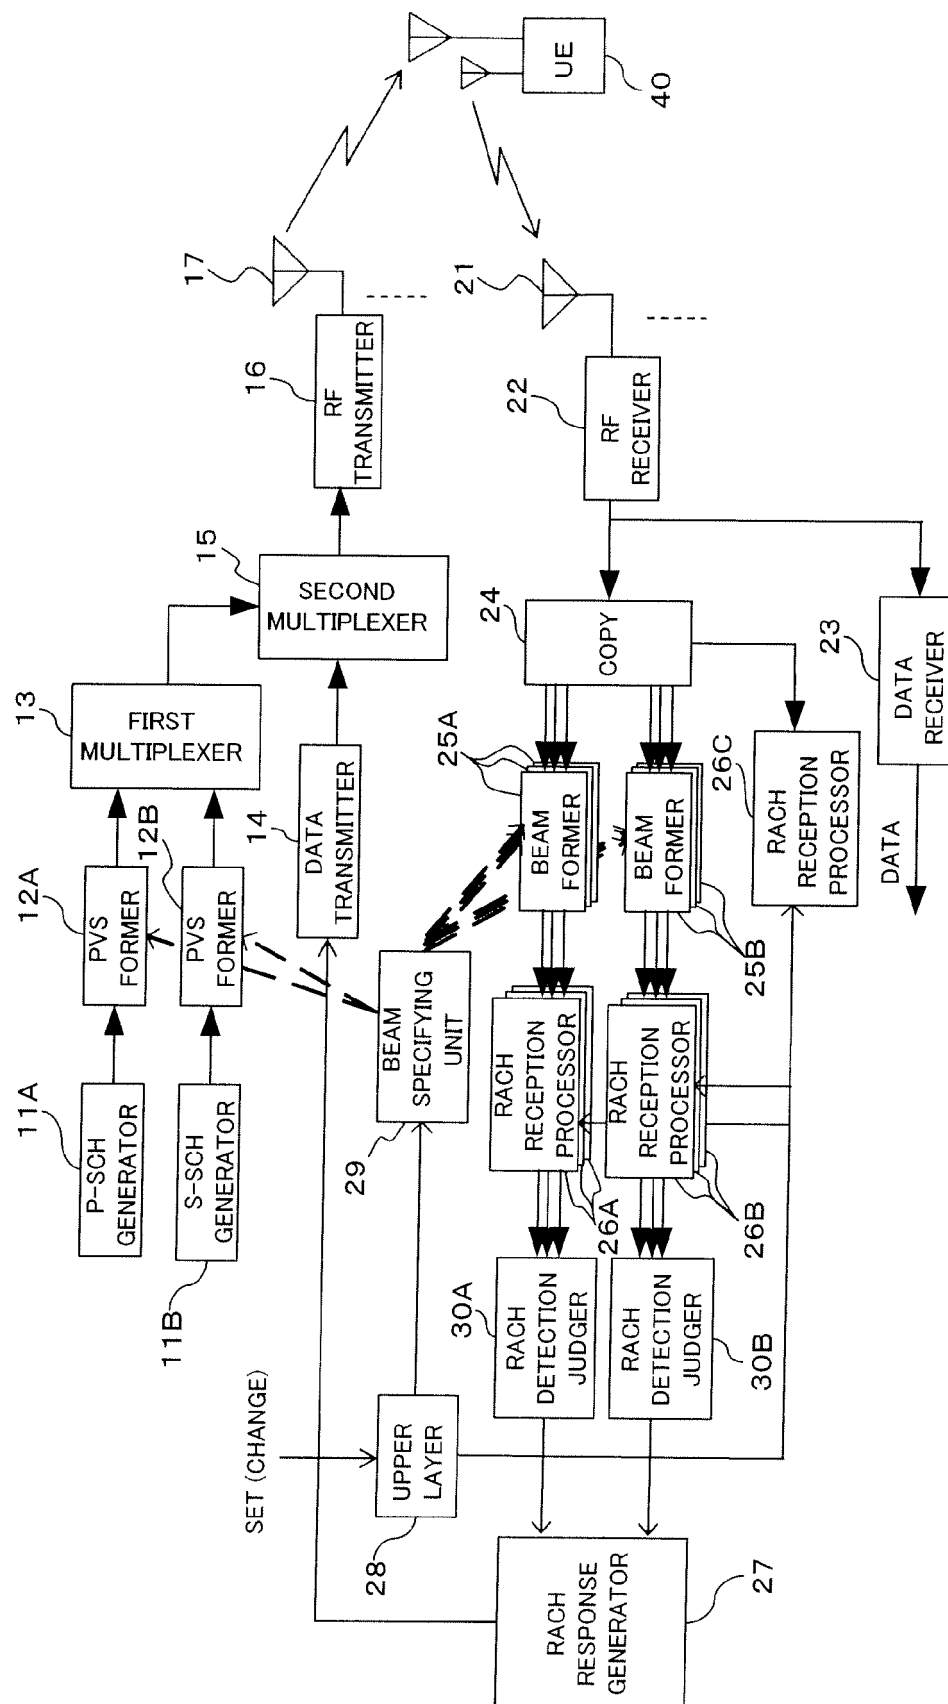 11A
P-SCH
GENERATOR
12A
PVS
FORMER
13
FIRST
MULTIPLEXER
11B
S-SCH
GENERATOR
12B
PVS
FORMER
15
SECOND
MULTIPLEXER
16
RF
TRANSMITTER
17
14
DATA
TRANSMITTER
SET (CHANGE)
28
UPPER
LAYER
29
BEAM
SPECIFYING
UNIT
UE
40
21
22
RF
RECEIVER
24
COPY
25A
BEAM
FORMER
RACH
RECEPTION
PROCESSOR
26A
30A
RACH
DETECTION
JUDGER
BEAM
FORMER
25B
RACH
RECEPTION
PROCESSOR
26B
RACH
DETECTION
JUDGER
30B
RACH
RESPONSE
GENERATOR
27
26C
RACH
RECEPTION
PROCESSOR
23
DATA
RECEIVER
DATA